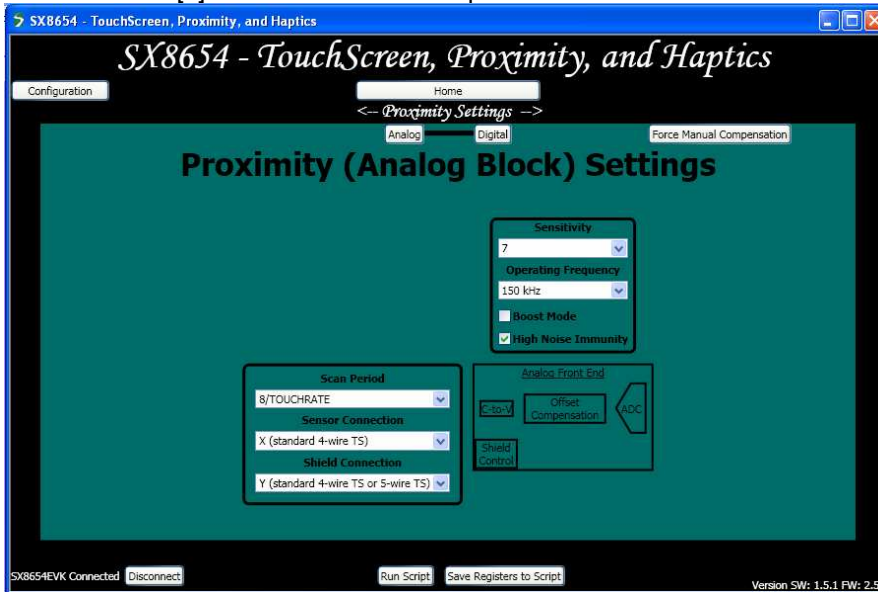 SX8654 - TouchScreen, Proximity, and Haptics
SX8654 - TouchScreen, Proximity, and Haptics
Configuration
Home
<-- Proximity Settings -->
Analog
Digital
Force Manual Compensation
Proximity (Analog Block) Settings
Sensitivity
7
Operating Frequency
150 kHz
Boost Mode
High Noise Immunity
Scan Period
8/TOUCHRATE
Sensor Connection
X (standard 4-wire TS)
Shield Connection
Y (standard 4-wire TS or 5-wire TS)
Analog Front End
C-to-V
Offset
Compensation
ADC
Shield
Control
SX8654EVK Connected
Disconnect
Run Script
Save Registers to Script
Version SW: 1.5.1 FW: 2.5